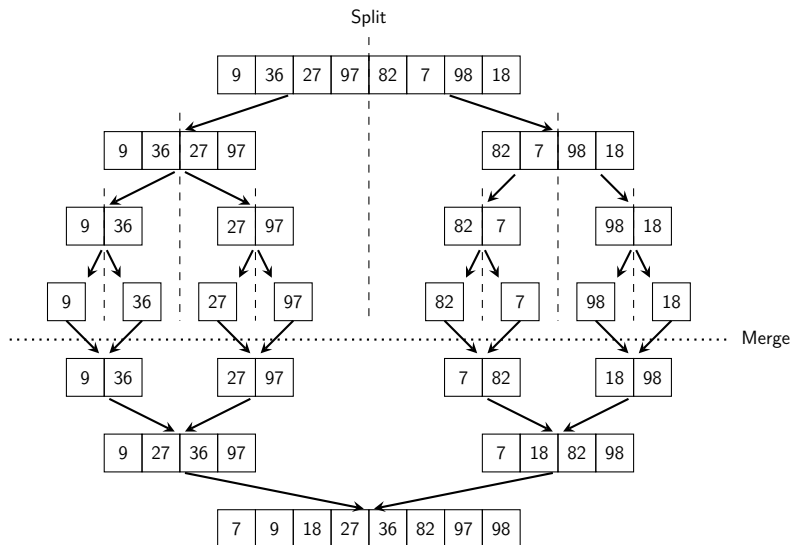 Split
9 36 27 97 82 7 98 18
9 36 27 97 82 7 98 18
9 36 27 97 82 7 98 18
9 36 27 97 82 7 98 18
Merge
9 36 27 97 7 82 18 98
9 27 36 97 7 18 82 98
7 9 18 27 36 82 97 98